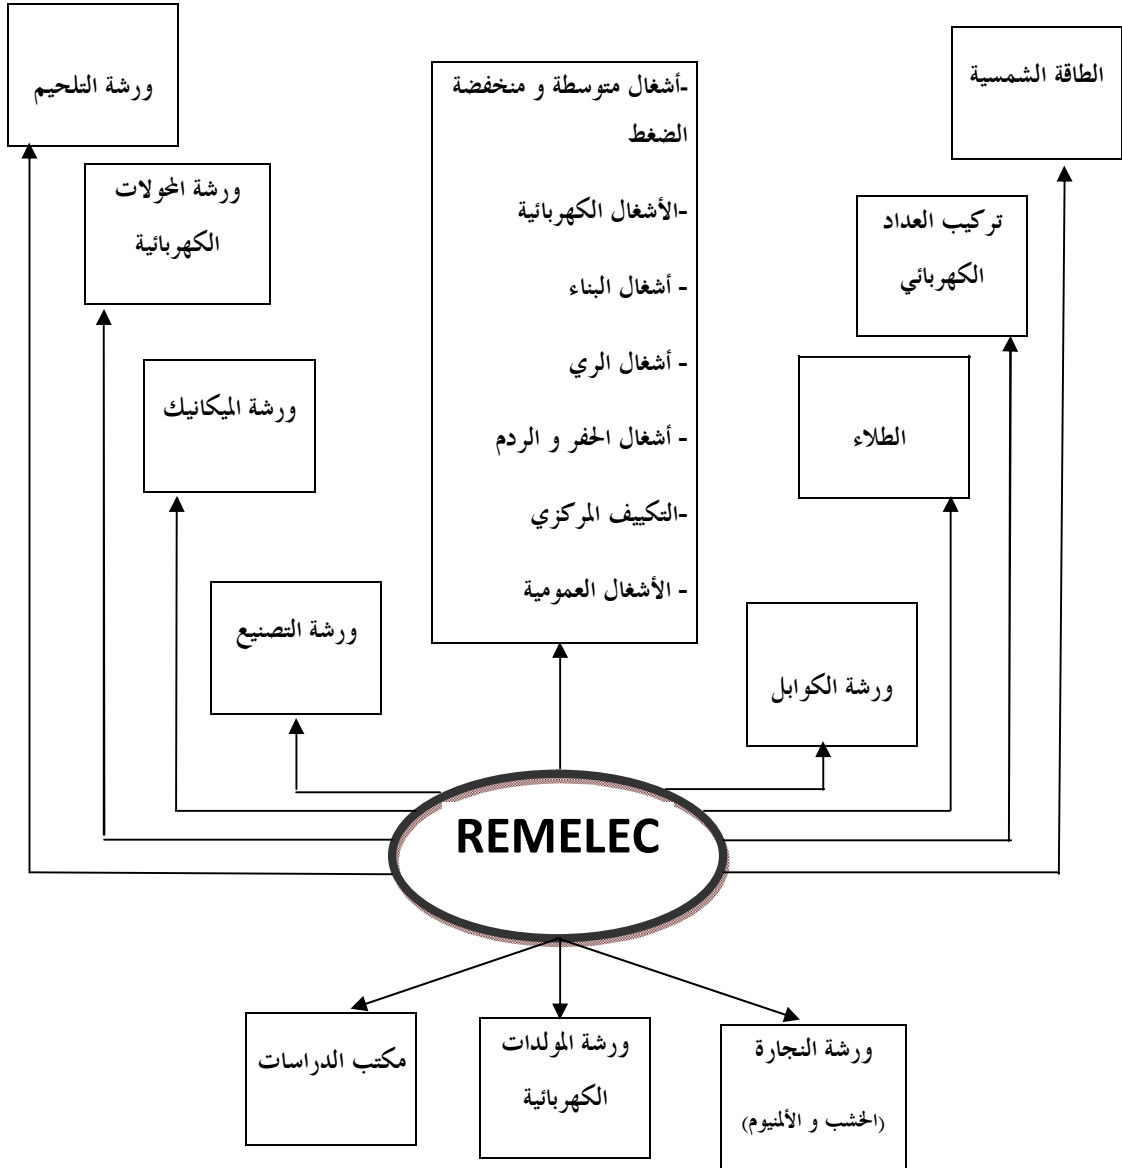 ورشة التلحيم
الطاقة الشمسية
-أشغال متوسطة و منخفضة
الضغط
-الأشغال الكهربائية
- أشغال البناء
- أشغال الري
- أشغال الحفر و الردم
-التكييف المركزي
- الأشغال العمومية
ورشة المحولات
الكهربائية
تركيب العداد
الكهربائي
ورشة الميكانيك
الطلاء
ورشة التصنيع
ورشة الكوابل
REMELEC
ورشة النجارة
(الخشب و الألمنيوم)
ورشة المولدات
الكهربائية
مكتب الدراسات